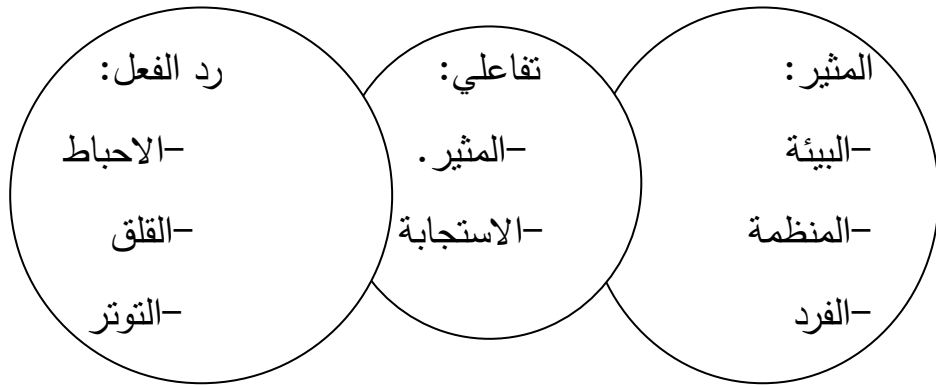 المثير:
-البيئة
-المنظمة
-الفرد
تفاعلي:
-المثير.
-الاستجابة
رد الفعل:
-الاحباط
-القلق
-التوتر